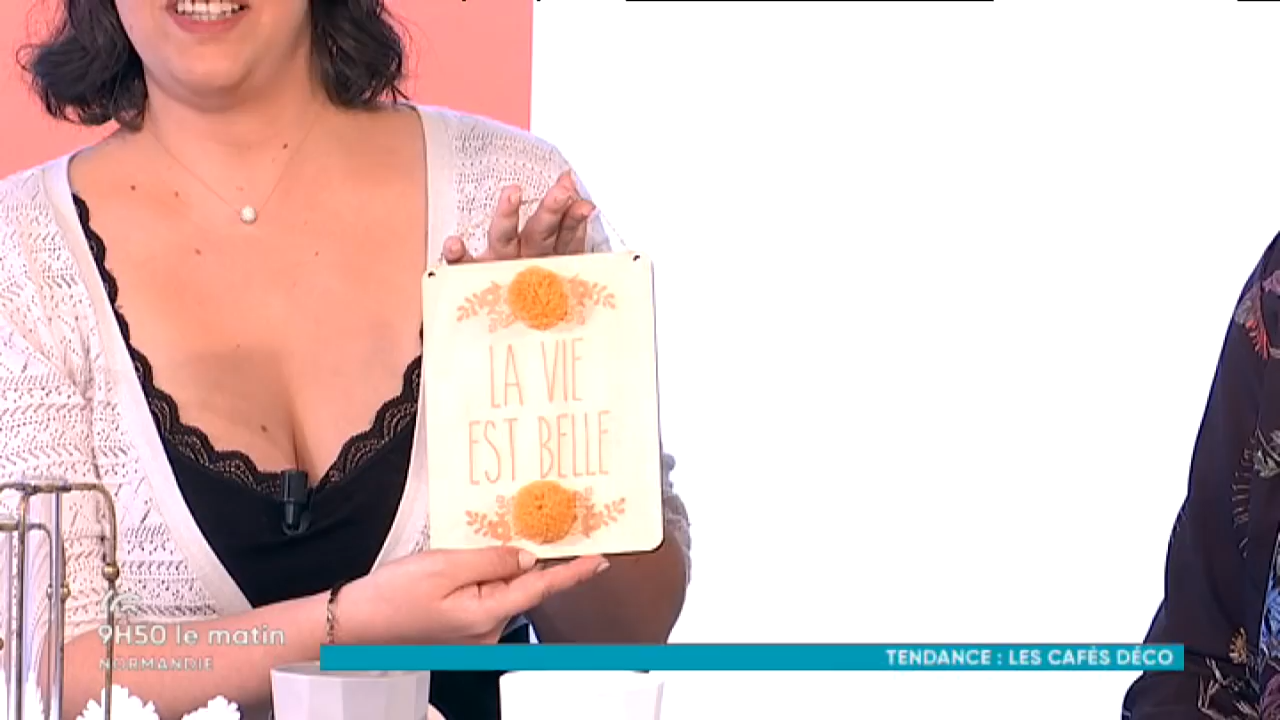 LA VIE
EST BELLE
9H50 le matin
NORMANDIE
TENDANCE : LES CAFÉS DÉCO